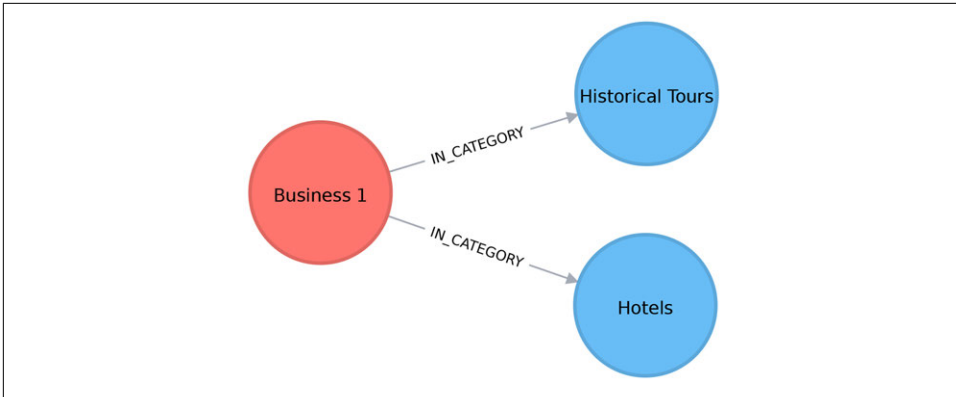 Historical Tours
IN_CATEGORY
Business 1
IN_CATEGORY
Hotels